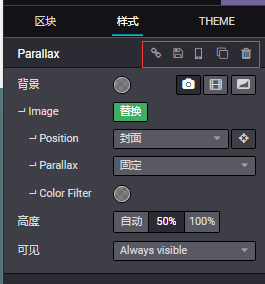 区块 样式 THEME
Parallax
背景
Image 替换
Position 封面
Parallax 固定
Color Filter
高度 自动 50% 100%
可见 Always visible